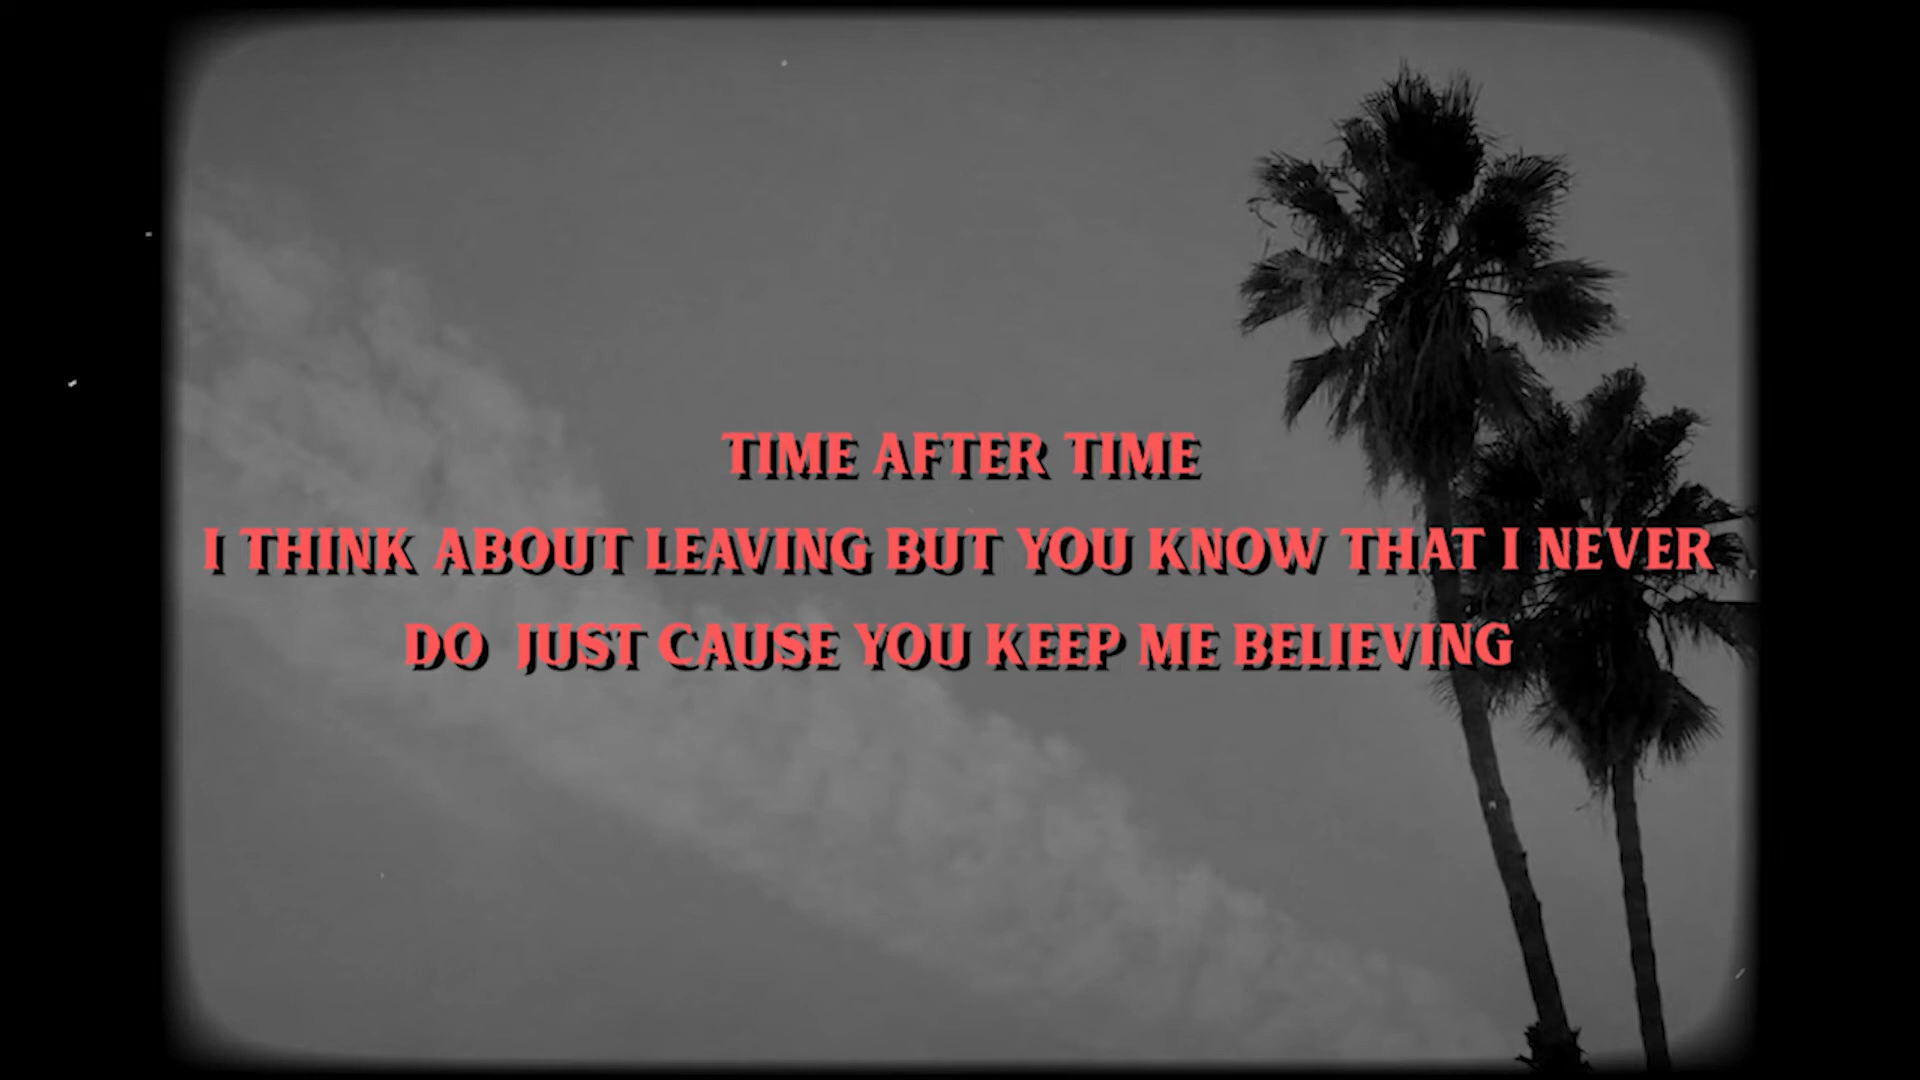 TIME AFTER TIME
I THINK ABOUT LEAVING BUT YOU KNOW THAT I NEVER
DO JUST CAUSE YOU KEEP ME BELIEVING